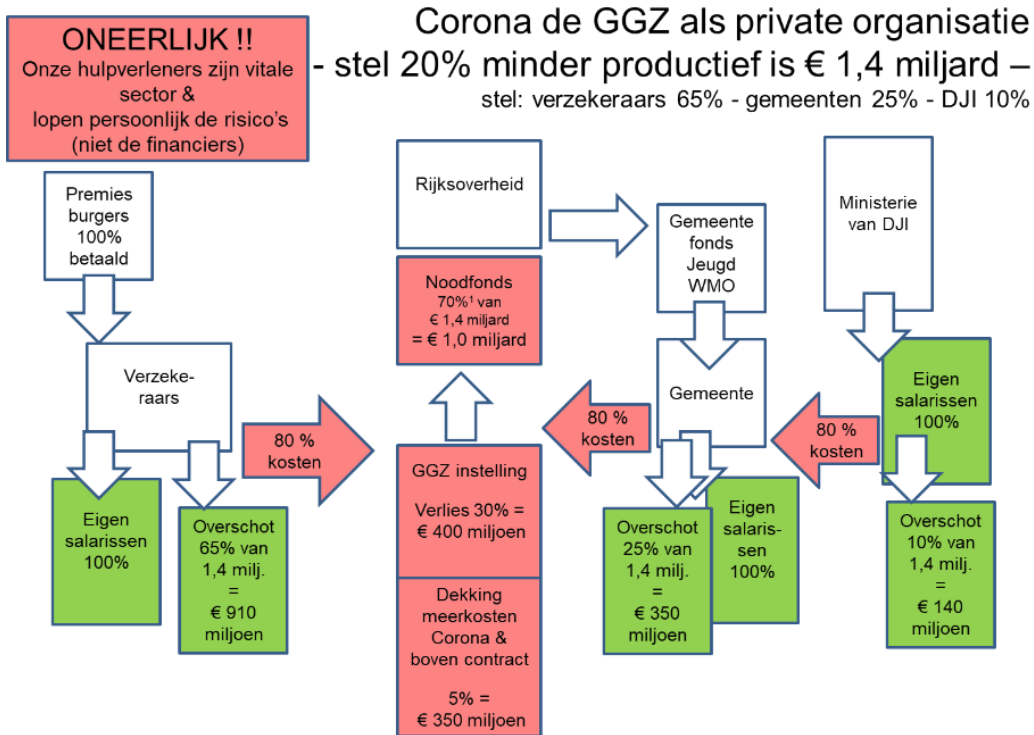 Corona de GGZ als private organisatie
- stel 20% minder productief is € 1,4 miljard –
stel: verzekeraars 65% - gemeenten 25% - DJI 10%
ONEERLIJK !!
Onze hulpverleners zijn vitale
sector &
lopen persoonlijk de risico's
(niet de financiers)
Premies
burgers
100%
betaald
Verzeke-
raars
Eigen
salarissen
100%
Overschot
65% van
1,4 milj.
=
€ 910
miljoen
80 %
kosten
Rijksoverheid
Noodfonds
70%¹ van
€ 1,4 miljard
= € 1,0 miljard
GGZ instelling
Verlies 30% =
€ 400 miljoen
Dekking
meerkosten
Corona &
boven contract
5% =
€ 350 miljoen
Gemeente
fonds
Jeugd
WMO
Gemeente
80 %
kosten
Overschot
25% van
1,4 milj.
=
€ 350
miljoen
Eigen
salaris-
sen
100%
Ministerie
van DJI
Eigen
salarissen
100%
80 %
kosten
Overschot
10% van
1,4 milj.
=
€ 140
miljoen